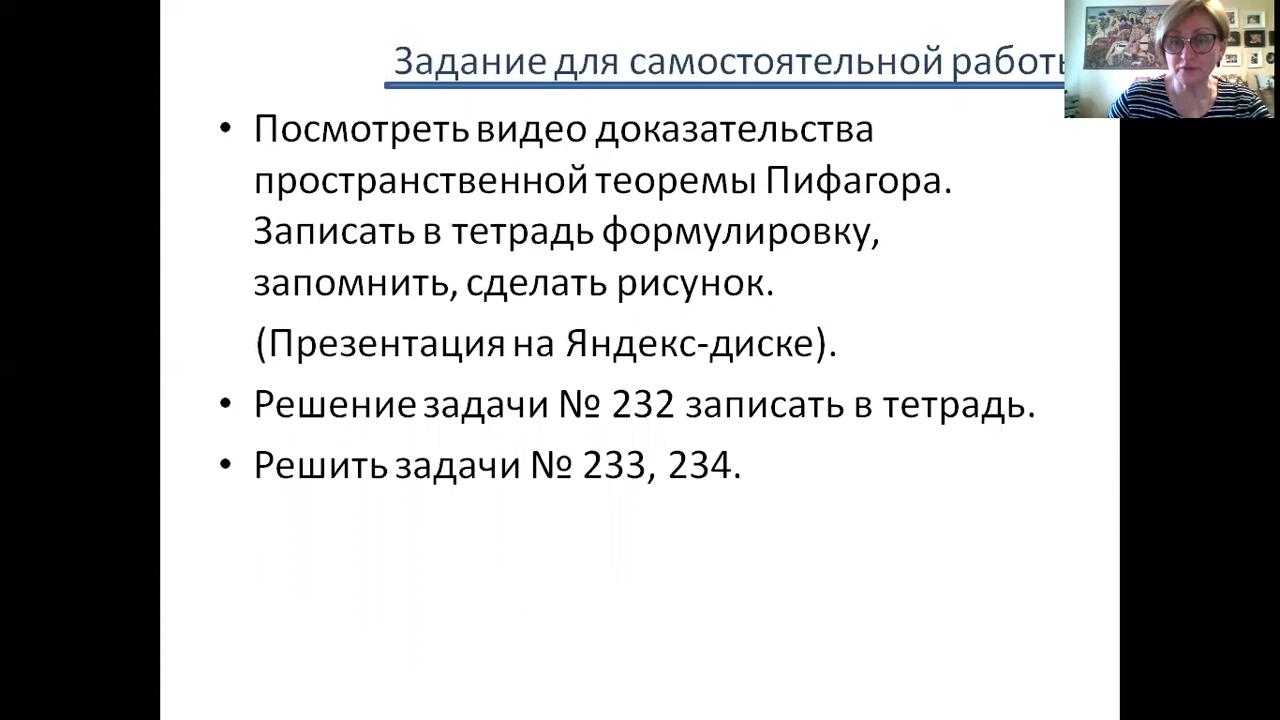 Задание для самостоятельной работы
• Посмотреть видео доказательства
пространственной теоремы Пифагора.
Записать в тетрадь формулировку,
запомнить, сделать рисунок.
(Презентация на Яндекс-диске).
• Решение задачи № 232 записать в тетрадь.
• Решить задачи № 233, 234.